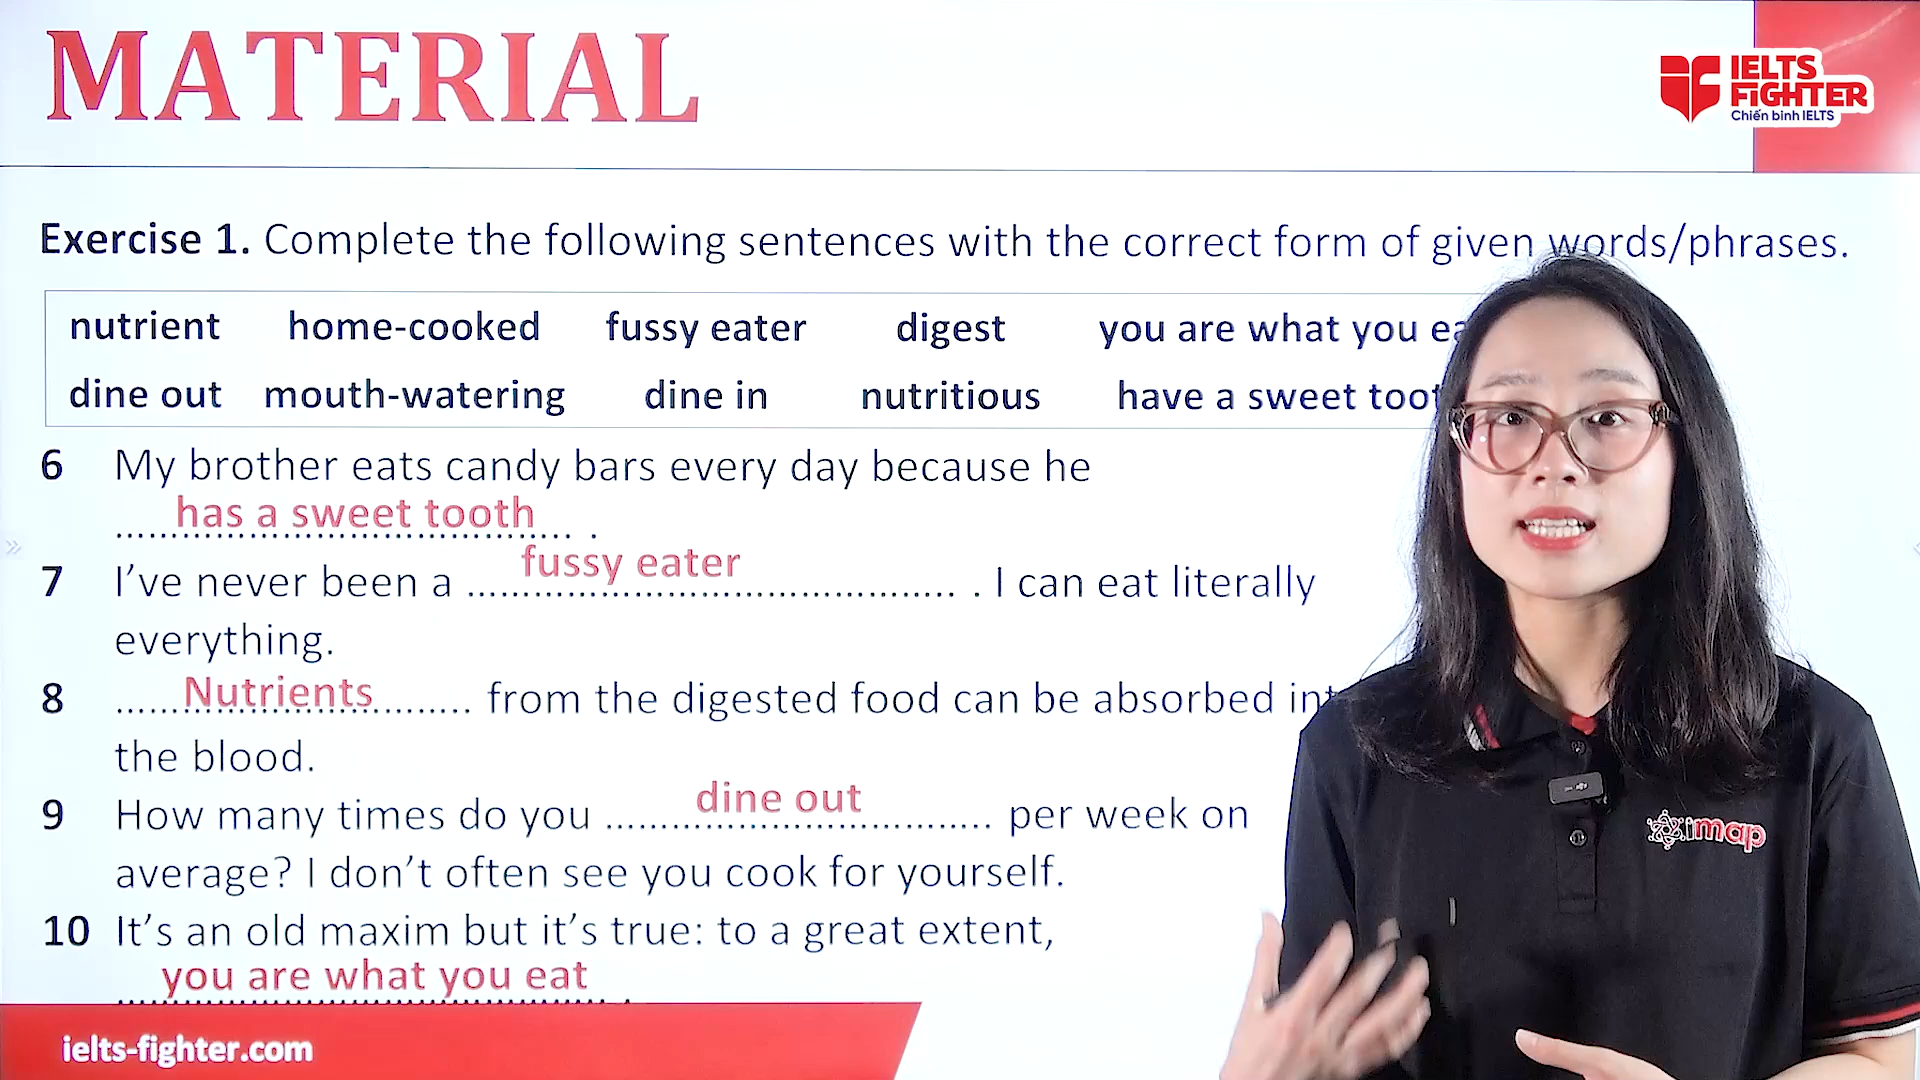 MATERIAL
IELTS
FIGHTER
Chiến binh IELTS
Exercise 1. Complete the following sentences with the correct form of given words/phrases.
nutrient home-cooked fussy eater digest you are what you
dine out mouth-watering dine in nutritious have a sweet
6 My brother eats candy bars every day because he
has a sweet tooth
.......................................... .
7 I’ve never been a ............................................. . I can eat literally
fussy eater
everything.
8 ......Nutrients......... from the digested food can be absorbed
the blood.
9 How many times do you .................................... per week on
dine out
average? I don’t often see you cook for yourself.
10 It’s an old maxim but it’s true: to a great extent,
you are what you eat
............................................. .
imap
ielts-fighter.com